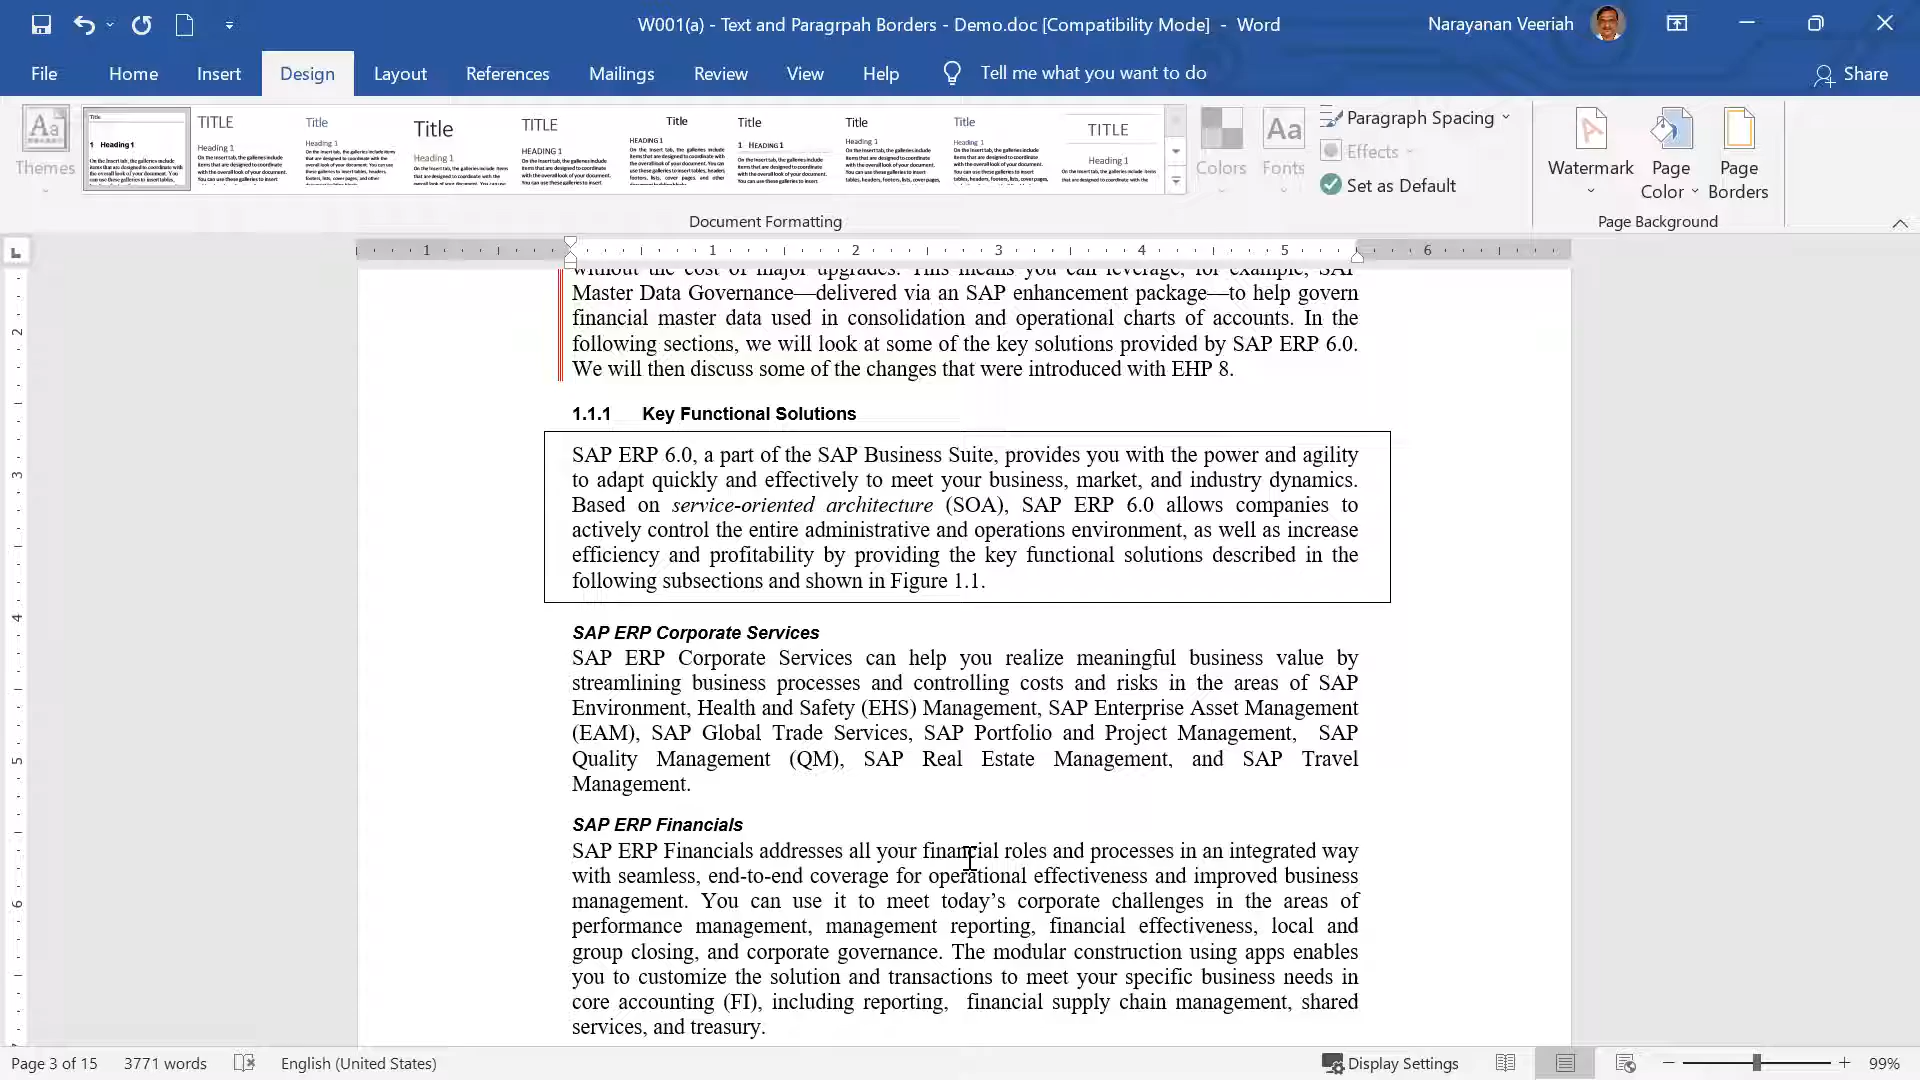 W001(a) - Text and Paragrpah Borders - Demo.doc [Compatibility Mode] - Word
Narayanan Veeriah
File Home Insert Design Layout References Mailings Review View Help Tell me what you want to do Share
Themes
Colors
Fonts
Paragraph Spacing
Effects
Set as Default
Watermark
Page Color
Page Borders
Document Formatting
Page Background
without the cost of major upgrades. This means you can leverage, for example, SAP
Master Data Governance—delivered via an SAP enhancement package—to help govern
financial master data used in consolidation and operational charts of accounts. In the
following sections, we will look at some of the key solutions provided by SAP ERP 6.0.
We will then discuss some of the changes that were introduced with EHP 8.
1.1.1 Key Functional Solutions
SAP ERP 6.0, a part of the SAP Business Suite, provides you with the power and agility
to adapt quickly and effectively to meet your business, market, and industry dynamics.
Based on service-oriented architecture (SOA), SAP ERP 6.0 allows companies to
actively control the entire administrative and operations environment, as well as increase
efficiency and profitability by providing the key functional solutions described in the
following subsections and shown in Figure 1.1.
SAP ERP Corporate Services
SAP ERP Corporate Services can help you realize meaningful business value by
streamlining business processes and controlling costs and risks in the areas of SAP
Environment, Health and Safety (EHS) Management, SAP Enterprise Asset Management
(EAM), SAP Global Trade Services, SAP Portfolio and Project Management, SAP
Quality Management (QM), SAP Real Estate Management, and SAP Travel
Management.
SAP ERP Financials
SAP ERP Financials addresses all your financial roles and processes in an integrated way
with seamless, end-to-end coverage for operational effectiveness and improved business
management. You can use it to meet today's corporate challenges in the areas of
performance management, management reporting, financial effectiveness, local and
group closing, and corporate governance. The modular construction using apps enables
you to customize the solution and transactions to meet your specific business needs in
core accounting (FI), including reporting, financial supply chain management, shared
services, and treasury.
Page 3 of 15 3771 words English (United States) Display Settings 99%